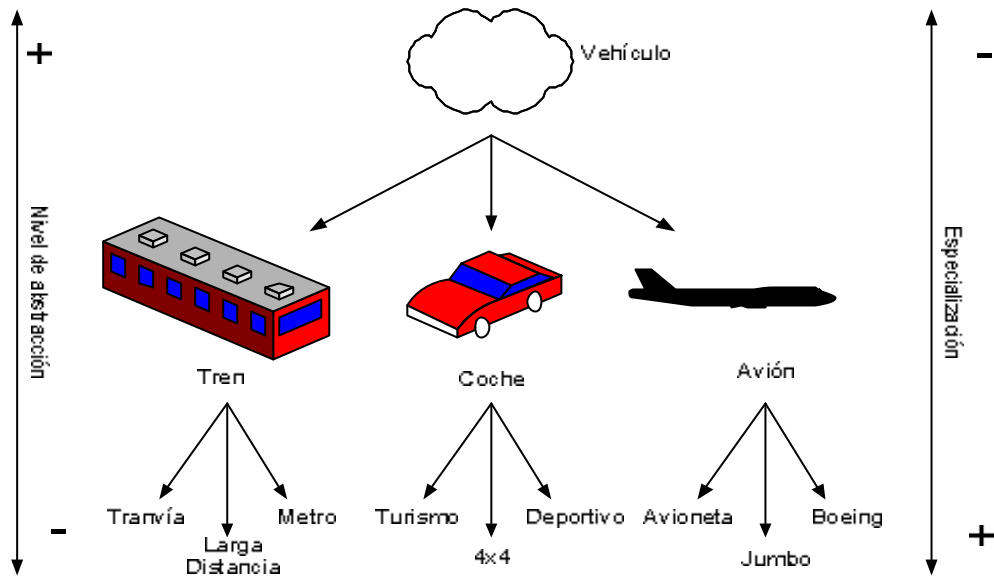 +
Vehículo
-
Nivel de abstracción
Especialización
Tren
Coche
Avión
Tranvía
Metro
Turismo
Deportivo
Avioneta
Boeing
-
Larga
Distancia
4x4
Jumbo
+